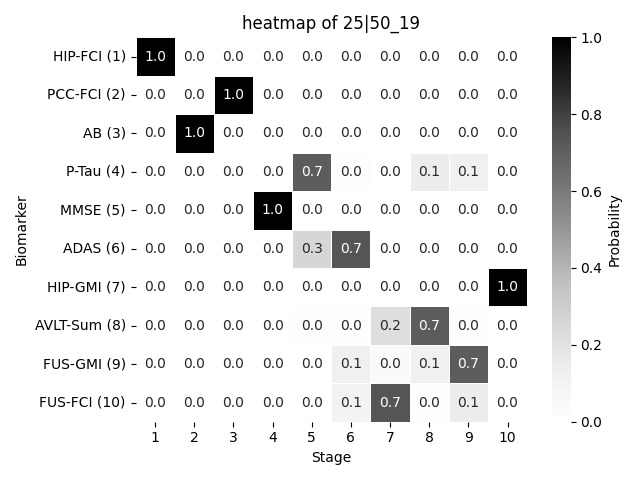 heatmap of 25|50_19
HIP-FCI (1) 1.0 0.0 0.0 0.0 0.0 0.0 0.0 0.0 0.0 0.0
PCC-FCI (2) 0.0 0.0 1.0 0.0 0.0 0.0 0.0 0.0 0.0 0.0
AB (3) 0.0 1.0 0.0 0.0 0.0 0.0 0.0 0.0 0.0 0.0
P-Tau (4) 0.0 0.0 0.0 0.0 0.7 0.0 0.0 0.1 0.1 0.0
MMSE (5) 0.0 0.0 0.0 1.0 0.0 0.0 0.0 0.0 0.0 0.0
ADAS (6) 0.0 0.0 0.0 0.0 0.3 0.7 0.0 0.0 0.0 0.0
HIP-GMI (7) 0.0 0.0 0.0 0.0 0.0 0.0 0.0 0.0 0.0 1.0
AVLT-Sum (8) 0.0 0.0 0.0 0.0 0.0 0.0 0.2 0.7 0.0 0.0
FUS-GMI (9) 0.0 0.0 0.0 0.0 0.0 0.1 0.0 0.1 0.7 0.0
FUS-FCI (10) 0.0 0.0 0.0 0.0 0.0 0.1 0.7 0.0 0.1 0.0
1 2 3 4 5 6 7 8 9 10
Stage
Biomarker
1.0
0.8
0.6
0.4
0.2
0.0
Probability